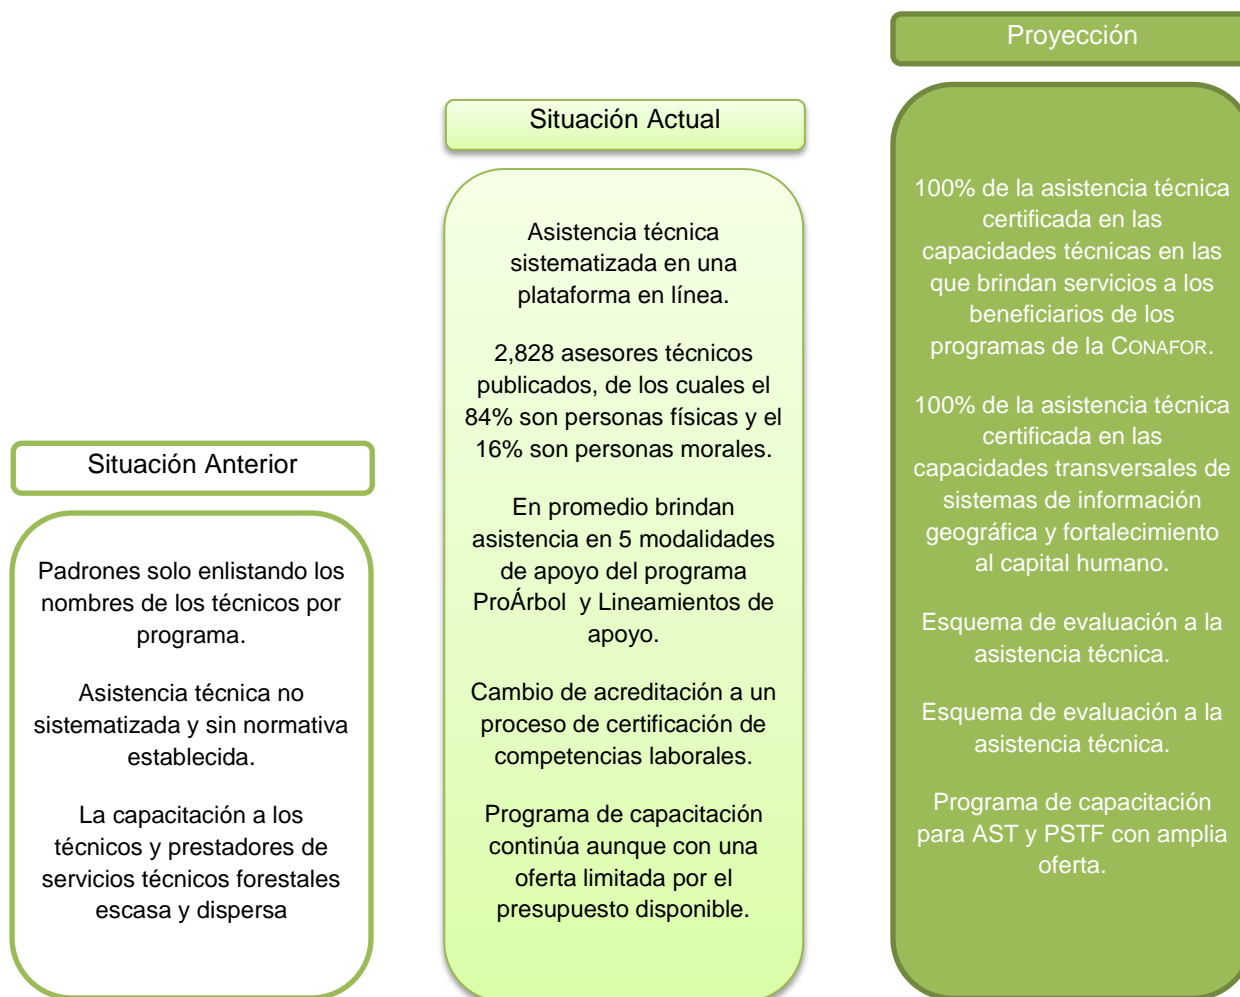 Situación Anterior
Padrones solo enlistando los
nombres de los técnicos por
programa.
Asistencia técnica no
sistematizada y sin normativa
establecida.
La capacitación a los
técnicos y prestadores de
servicios técnicos forestales
escasa y dispersa
Situación Actual
Asistencia técnica
sistematizada en una
plataforma en línea.
2,828 asesores técnicos
publicados, de los cuales el
84% son personas físicas y el
16% son personas morales.
En promedio brindan
asistencia en 5 modalidades
de apoyo del programa
ProÁrbol y Lineamientos de
apoyo.
Cambio de acreditación a un
proceso de certificación de
competencias laborales.
Programa de capacitación
continúa aunque con una
oferta limitada por el
presupuesto disponible.
Proyección
100% de la asistencia técnica
certificada en las
capacidades técnicas en las
que brindan servicios a los
beneficiarios de los
programas de la CONAFOR.
100% de la asistencia técnica
certificada en las
capacidades transversales de
sistemas de información
geográfica y fortalecimiento
al capital humano.
Esquema de evaluación a la
asistencia técnica.
Esquema de evaluación a la
asistencia técnica.
Programa de capacitación
para AST y PSTF con amplia
oferta.